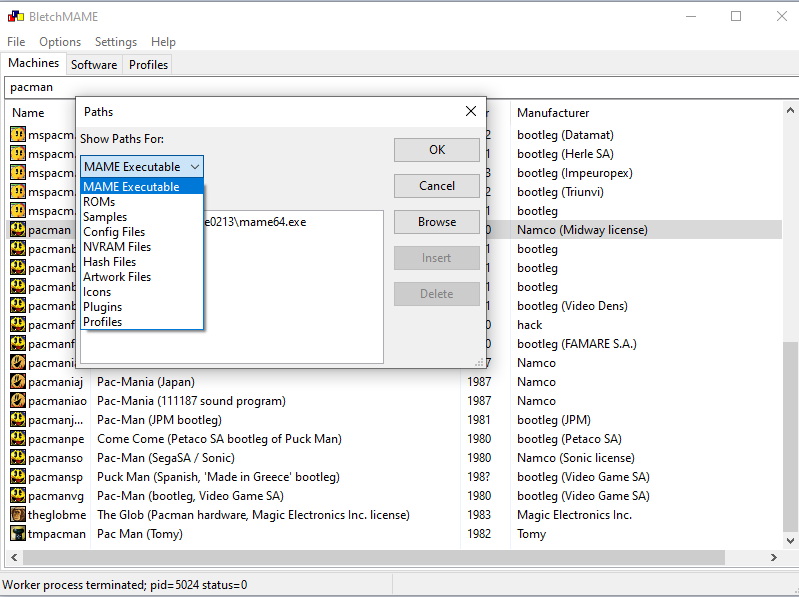 BletchMAME
File Options Settings Help
Machines Software Profiles
pacman
Name Manufacturer
Paths
Show Paths For:
MAME Executable
MAME Executable
ROMs
Samples
Config Files
NVRAM Files
Hash Files
Artwork Files
Icons
Plugins
Profiles
e0213\mame64.exe
OK
Cancel
Browse
Insert
Delete
mspacm. 2 bootleg (Datamat)
mspacm. 1 bootleg (Herle SA)
mspacm. 3 bootleg (Impeuropex)
mspacm. 2 bootleg (Triunvi)
mspacm. 1 bootleg
pacman 0 Namco (Midway license)
pacmanb 1 bootleg
pacmanb bootleg
pacmanb 1 bootleg
pacmanb 1 bootleg (Video Dens)
pacmanf 0 hack
pacmanf 0 bootleg (FAMARE S.A.)
pacmani 7 Namco
pacmaniaj Pac-Mania (Japan) 1987 Namco
pacmaniao Pac-Mania (111187 sound program) 1987 Namco
pacmanj... Pac-Man (JPM bootleg) 1981 bootleg (JPM)
pacmanpe Come Come (Petaco SA bootleg of Puck Man) 1980 bootleg (Petaco SA)
pacmanso Pac-Man (SegaSA / Sonic) 1980 Namco (Sonic license)
pacmansp Puck Man (Spanish, 'Made in Greece' bootleg) 198? bootleg (Video Game SA)
pacmanvg Pac-Man (bootleg, Video Game SA) 1980 bootleg (Video Game SA)
theglobme The Glob (Pacman hardware, Magic Electronics Inc. license) 1983 Magic Electronics Inc.
tmpacman Pac Man (Tomy) 1982 Tomy
Worker process terminated; pid=5024 status=0